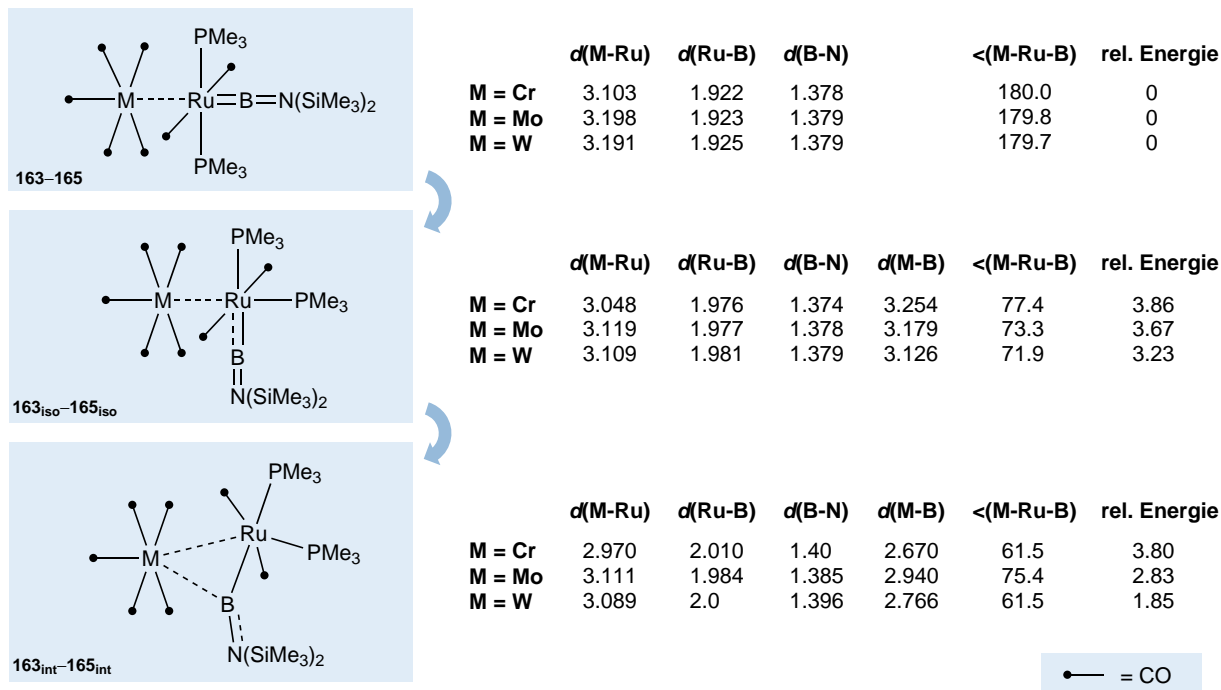 PMe3
M Ru B N(SiMe3)2
PMe3
163–165
d(M-Ru) d(Ru-B) d(B-N) <(M-Ru-B) rel. Energie
M = Cr 3.103 1.922 1.378 180.0 0
M = Mo 3.198 1.923 1.379 179.8 0
M = W 3.191 1.925 1.379 179.7 0
PMe3
M Ru PMe3
B
N(SiMe3)2
163iso–165iso
d(M-Ru) d(Ru-B) d(B-N) d(M-B) <(M-Ru-B) rel. Energie
M = Cr 3.048 1.976 1.374 3.254 77.4 3.86
M = Mo 3.119 1.977 1.378 3.179 73.3 3.67
M = W 3.109 1.981 1.379 3.126 71.9 3.23
PMe3
Ru
M PMe3
B
N(SiMe3)2
163int–165int
d(M-Ru) d(Ru-B) d(B-N) d(M-B) <(M-Ru-B) rel. Energie
M = Cr 2.970 2.010 1.40 2.670 61.5 3.80
M = Mo 3.111 1.984 1.385 2.940 75.4 2.83
M = W 3.089 2.0 1.396 2.766 61.5 1.85
= CO